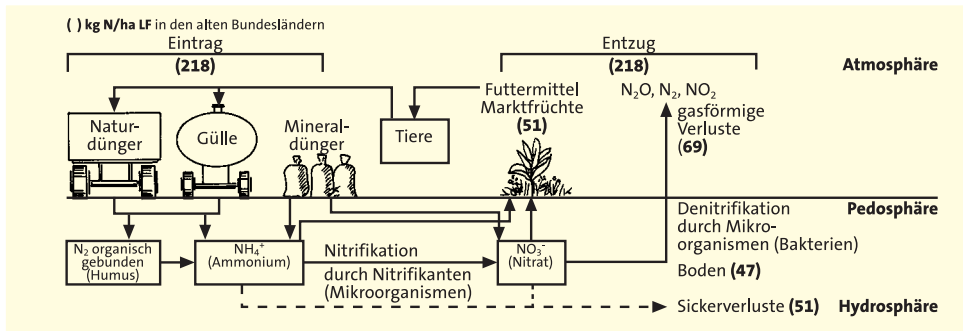 ( ) kg N/ha LF in den alten Bundesländern
Eintrag
(218)
Entzug
(218)
Atmosphäre
Natur-
dünger
Gülle
Mineral-
dünger
Tiere
Futtermittel
Marktfrüchte
(51)
N₂O, N₂, NO₂
gasförmige
Verluste
(69)
Denitrifikation
durch Mikro-
organismen (Bakterien)
Pedosphäre
N₂ organisch
gebunden
(Humus)
NH₄⁺
(Ammonium)
Nitrifikation
durch Nitrifikanten
(Mikroorganismen)
NO₃⁻
(Nitrat)
Boden (47)
Sickerverluste (51)
Hydrosphäre